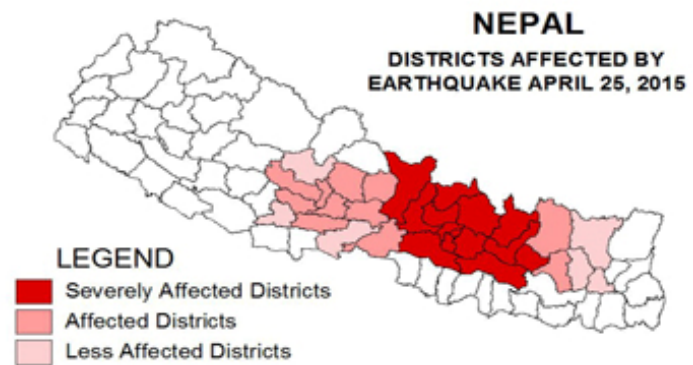 NEPAL
DISTRICTS AFFECTED BY
EARTHQUAKE APRIL 25, 2015
LEGEND
Severely Affected Districts
Affected Districts
Less Affected Districts